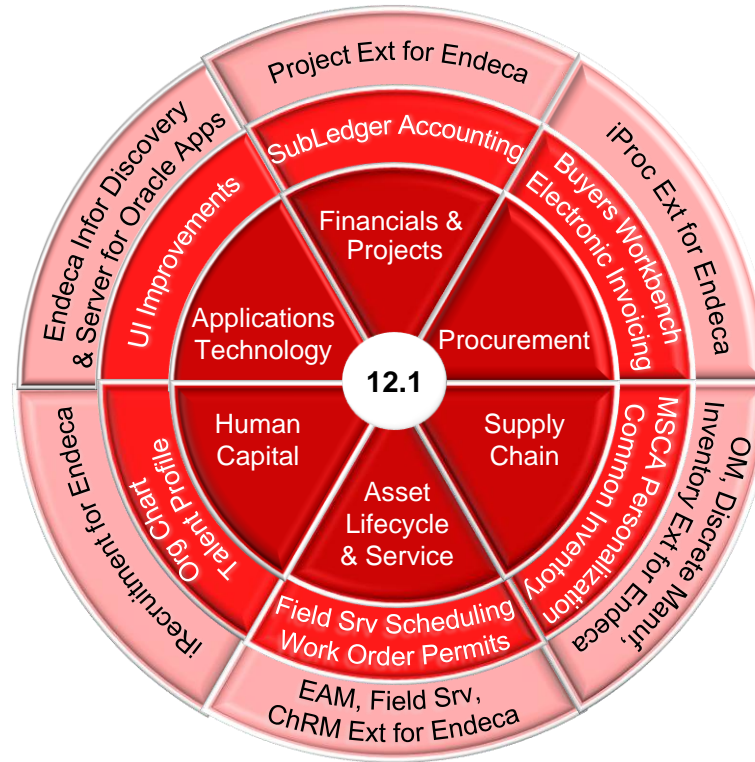 Project Ext for Endeca
SubLedger Accounting
Financials &
Projects
iProc Ext for Endeca
Buyers Workbench
Electronic Invoicing
Procurement
OM, Discrete Manuf,
Inventory Ext for Endeca
MSCA Personalization
Common Inventory
Supply
Chain
Asset
Lifecycle
& Service
Field Srv Scheduling
Work Order Permits
EAM, Field Srv,
ChRM Ext for Endeca
Human
Capital
Org Chart
Talent Profile
iRecruitment for Endeca
Applications
Technology
UI Improvements
Endeca Infor Discovery
& Server for Oracle Apps
12.1